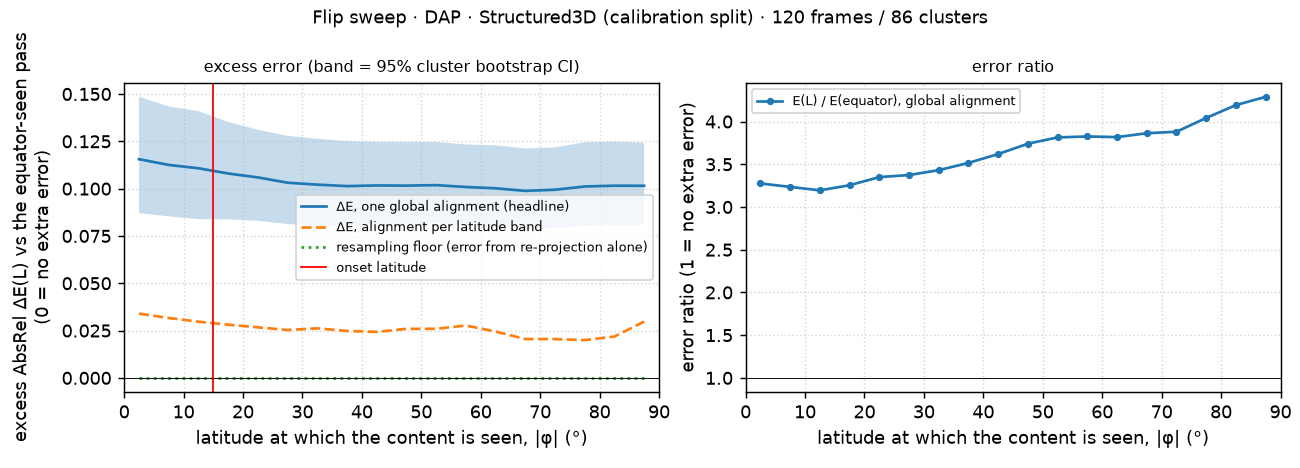 Flip sweep · DAP · Structured3D (calibration split) · 120 frames / 86 clusters
excess error (band = 95% cluster bootstrap CI)
excess AbsRel ΔE(L) vs the equator-seen pass
(0 = no extra error)
0.150
0.125
0.100
0.075
0.050
0.025
0.000
ΔE, one global alignment (headline)
ΔE, alignment per latitude band
resampling floor (error from re-projection alone)
onset latitude
0 10 20 30 40 50 60 70 80 90
latitude at which the content is seen, |φ| (°)
error ratio
error ratio (1 = no extra error)
4.0
3.5
3.0
2.5
2.0
1.5
1.0
E(L) / E(equator), global alignment
0 10 20 30 40 50 60 70 80 90
latitude at which the content is seen, |φ| (°)